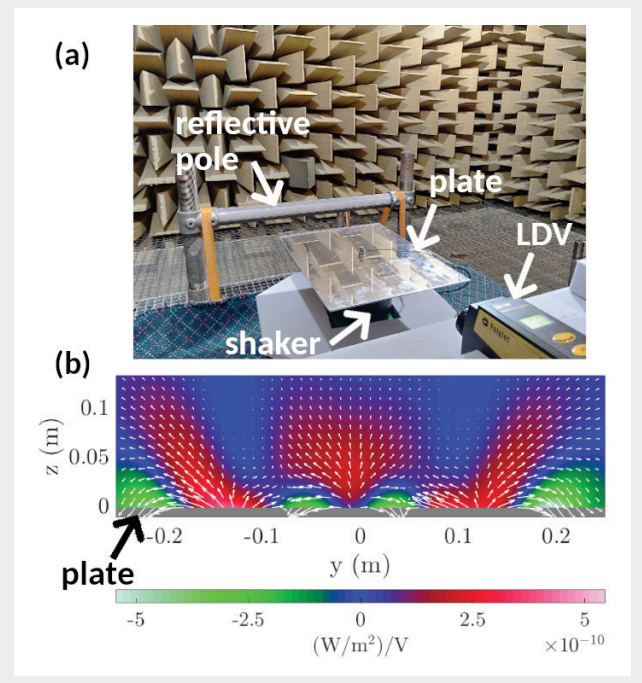 (a)
reflective
pole
plate
LDV
shaker
Polytec
(b)
z (m)
0.1
0.05
0
-0.2 -0.1 0 0.1 0.2
y (m)
plate
-5 -2.5 0 2.5 5
(W/m²)/V ×10⁻¹⁰